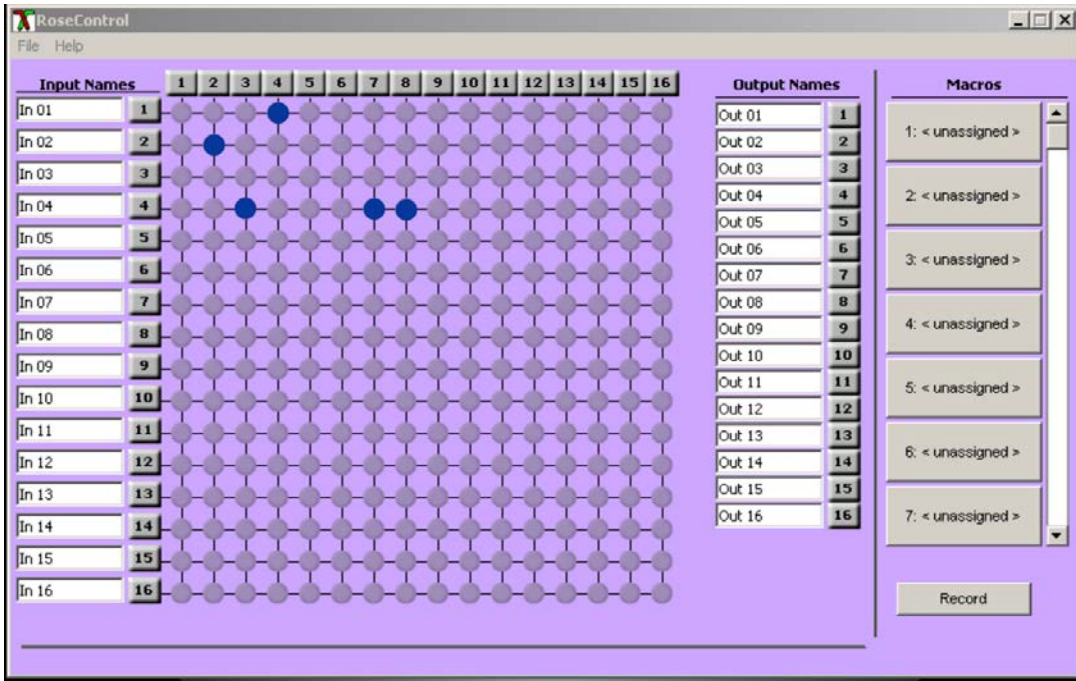 RoseControl
File Help
Input Names 1 2 3 4 5 6 7 8 9 10 11 12 13 14 15 16
In 01 1
In 02 2
In 03 3
In 04 4
In 05 5
In 06 6
In 07 7
In 08 8
In 09 9
In 10 10
In 11 11
In 12 12
In 13 13
In 14 14
In 15 15
In 16 16
Output Names
Out 01 1
Out 02 2
Out 03 3
Out 04 4
Out 05 5
Out 06 6
Out 07 7
Out 08 8
Out 09 9
Out 10 10
Out 11 11
Out 12 12
Out 13 13
Out 14 14
Out 15 15
Out 16 16
Macros
1: < unassigned >
2: < unassigned >
3: < unassigned >
4: < unassigned >
5: < unassigned >
6: < unassigned >
7: < unassigned >
Record